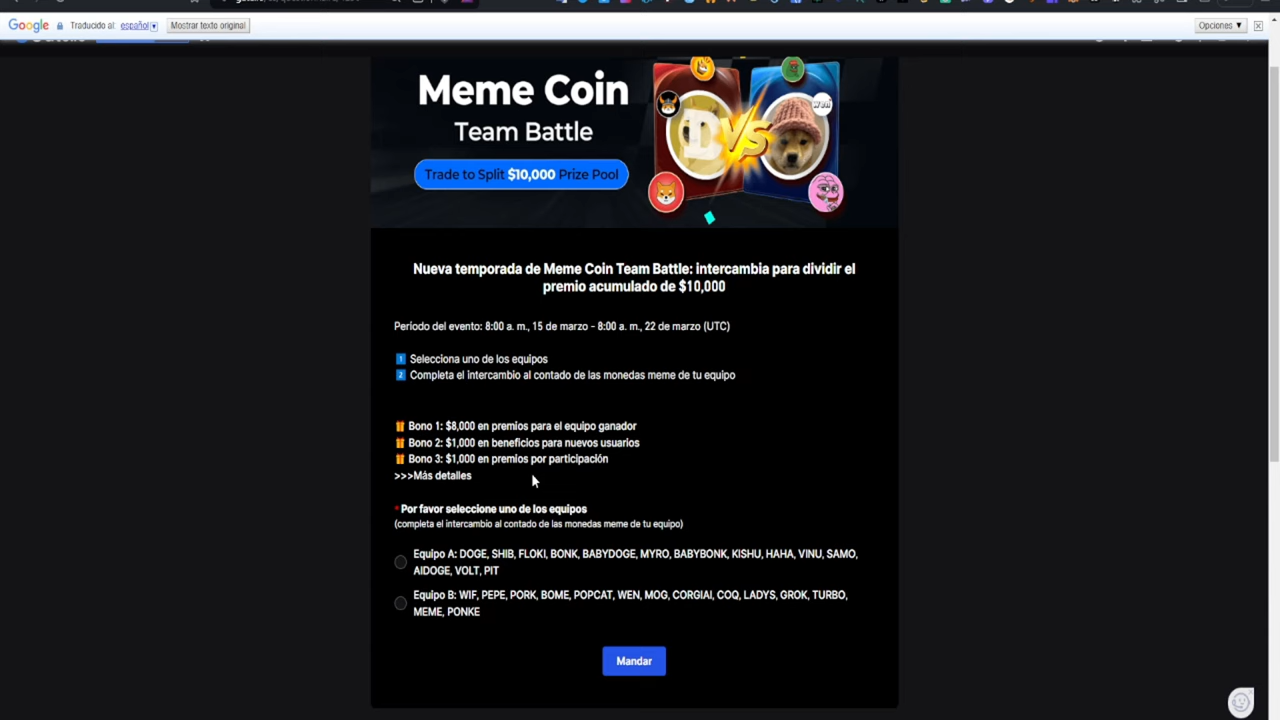 Google Traducido al español Mostrar texto original Opciones ▼
Meme Coin
Team Battle
Trade to Split $10,000 Prize Pool
VS
wen
Nueva temporada de Meme Coin Team Battle: intercambia para dividir el
premio acumulado de $10,000
Período del evento: 8:00 a. m., 15 de marzo - 8:00 a. m., 22 de marzo (UTC)
1 Selecciona uno de los equipos
2 Completa el intercambio al contado de las monedas meme de tu equipo
Bono 1: $8,000 en premios para el equipo ganador
Bono 2: $1,000 en beneficios para nuevos usuarios
Bono 3: $1,000 en premios por participación
>>>Más detalles
* Por favor seleccione uno de los equipos
(completa el intercambio al contado de las monedas meme de tu equipo)
Equipo A: DOGE, SHIB, FLOKI, BONK, BABYDOGE, MYRO, BABYBONK, KISHU, HAHA, VINU, SAMO,
AIDOGE, VOLT, PIT
Equipo B: WIF, PEPE, PORK, BOME, POPCAT, WEN, MOG, CORGIAI, COQ, LADYS, GROK, TURBO,
MEME, PONKE
Mandar